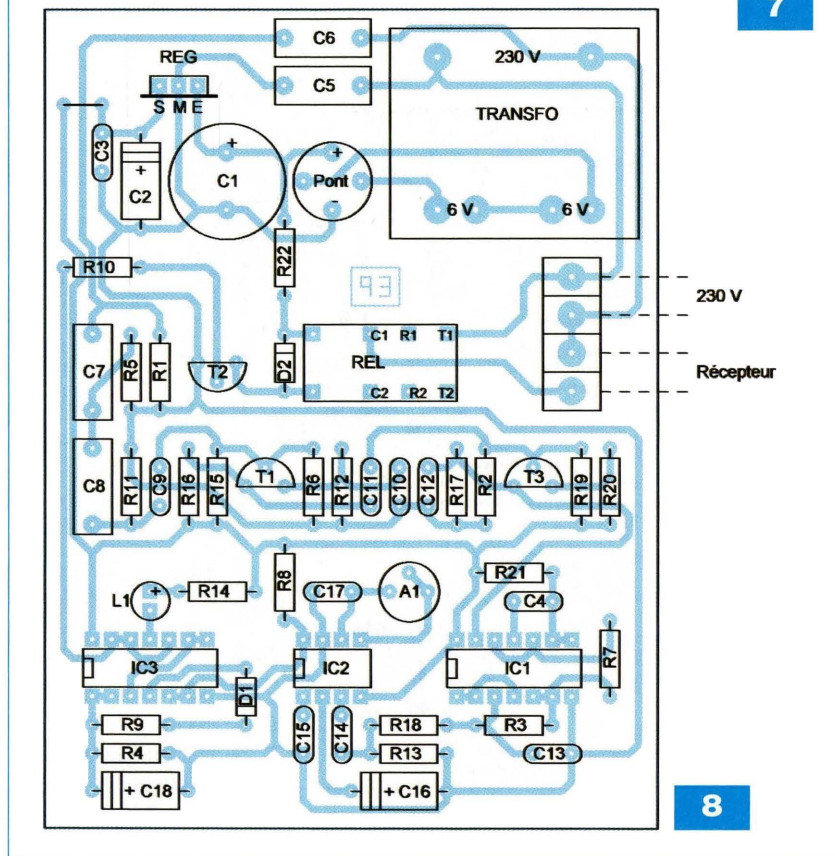 7
C6
REG
230 V
C5
S M E
TRANSFO
C3
+
C2
+
C1
+
Pont
-
6 V
6 V
R10
R22
93
230 V
C1 R1 T1
REL
C7
R5
R1
T2
D2
C2 R2 T2
Récepteur
C8
R11
C9
R16
R15
T1
R6
R12
C11
C10
C12
R17
R2
T3
R19
R20
R8
R21
L1
+
R14
C17
A1
C4
IC3
IC2
IC1
R7
D1
R9
C15
C14
R18
R3
R4
R13
C13
+ C18
+ C16
8